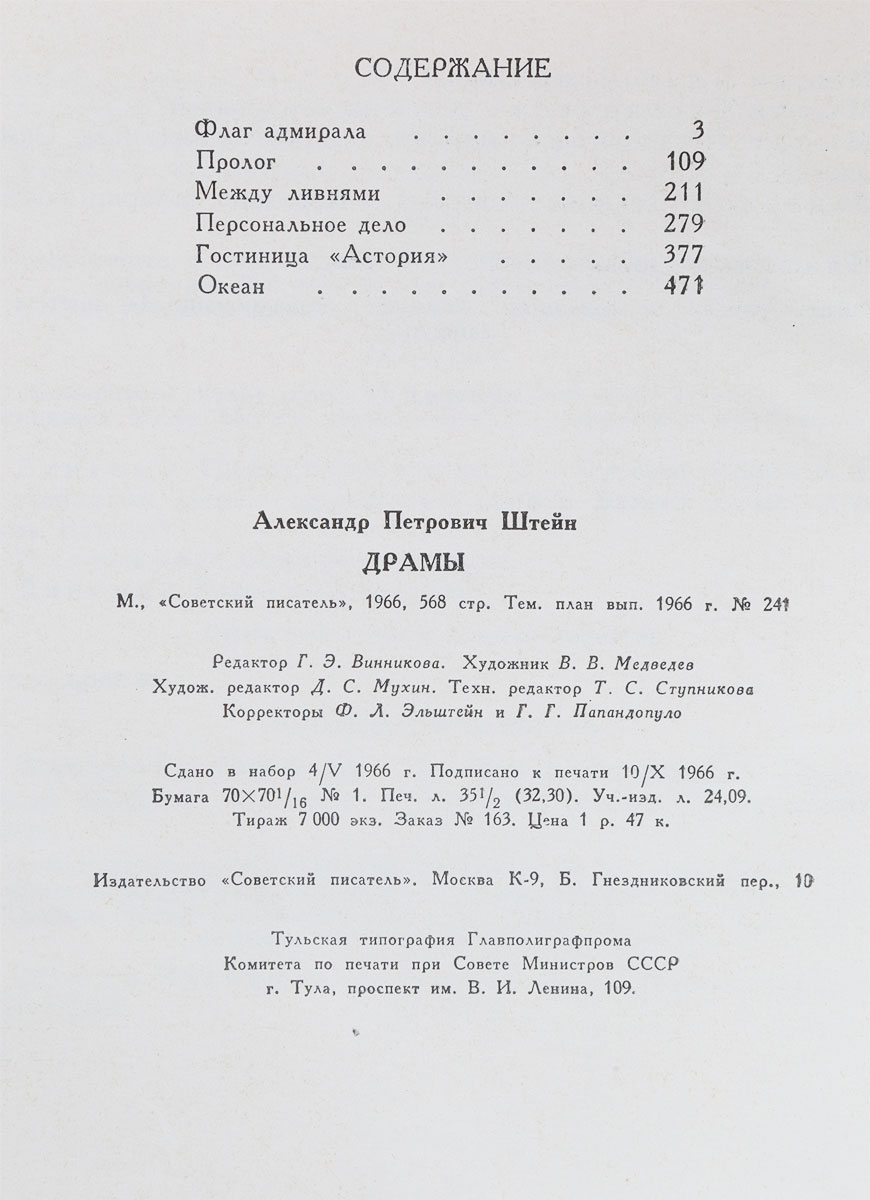 СОДЕРЖАНИЕ
Флаг адмирала . . . . . . . . 3
Пролог . . . . . . . . . . . 109
Между ливнями . . . . . . . 211
Персональное дело . . . . . . . 279
Гостиница «Астория» . . . . . 377
Океан . . . . . . . . . . . 471
Александр Петрович Штейн
ДРАМЫ
М., «Советский писатель», 1966, 568 стр. Тем. план вып. 1966 г. № 241
Редактор Г. Э. Винникова. Художник В. В. Медведев
Худож. редактор Д. С. Мухин. Техн. редактор Т. С. Ступникова
Корректоры Ф. Л. Эльштейн и Г. Г. Папандопуло
Сдано в набор 4/V 1966 г. Подписано к печати 10/X 1966 г.
Бумага 70×70¹/₁₆ № 1. Печ. л. 35¹/₂ (32,30). Уч.-изд. л. 24,09.
Тираж 7 000 экз. Заказ № 163. Цена 1 р. 47 к.
Издательство «Советский писатель». Москва К-9, Б. Гнездниковский пер., 10
Тульская типография Главполиграфпрома
Комитета по печати при Совете Министров СССР
г. Тула, проспект им. В. И. Ленина, 109.